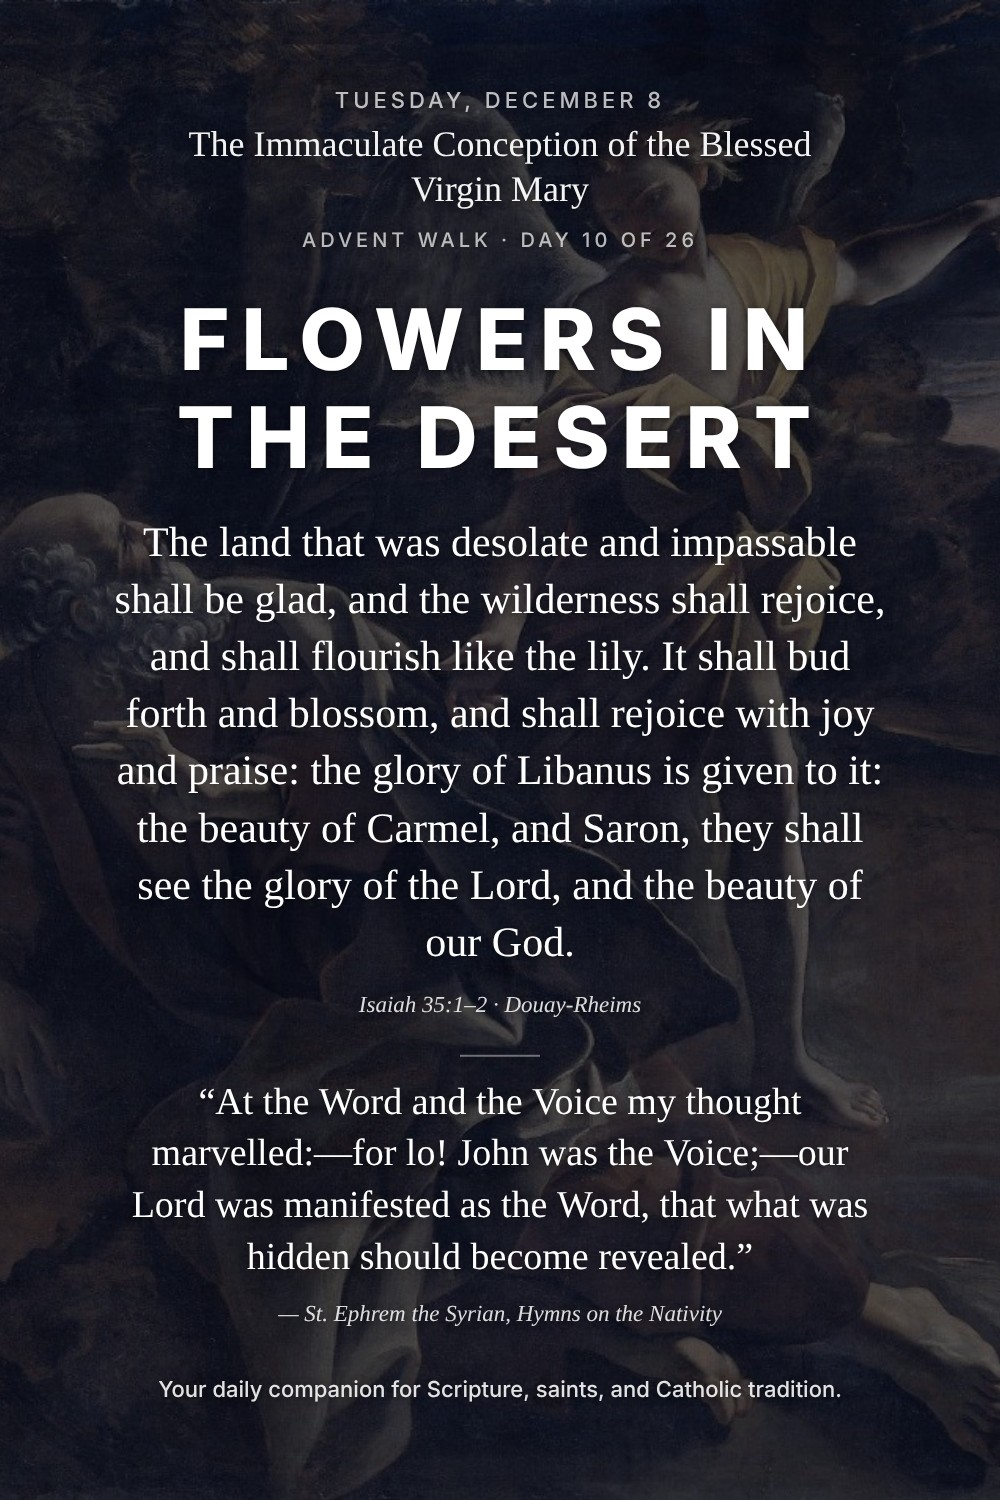 TUESDAY, DECEMBER 8
The Immaculate Conception of the Blessed
Virgin Mary
ADVENT WALK · DAY 10 OF 26
FLOWERS IN
THE DESERT
The land that was desolate and impassable
shall be glad, and the wilderness shall rejoice,
and shall flourish like the lily. It shall bud
forth and blossom, and shall rejoice with joy
and praise: the glory of Libanus is given to it:
the beauty of Carmel, and Saron, they shall
see the glory of the Lord, and the beauty of
our God.
Isaiah 35:1–2 · Douay-Rheims
“At the Word and the Voice my thought
marvelled:—for lo! John was the Voice;—our
Lord was manifested as the Word, that what was
hidden should become revealed.”
— St. Ephrem the Syrian, Hymns on the Nativity
Your daily companion for Scripture, saints, and Catholic tradition.